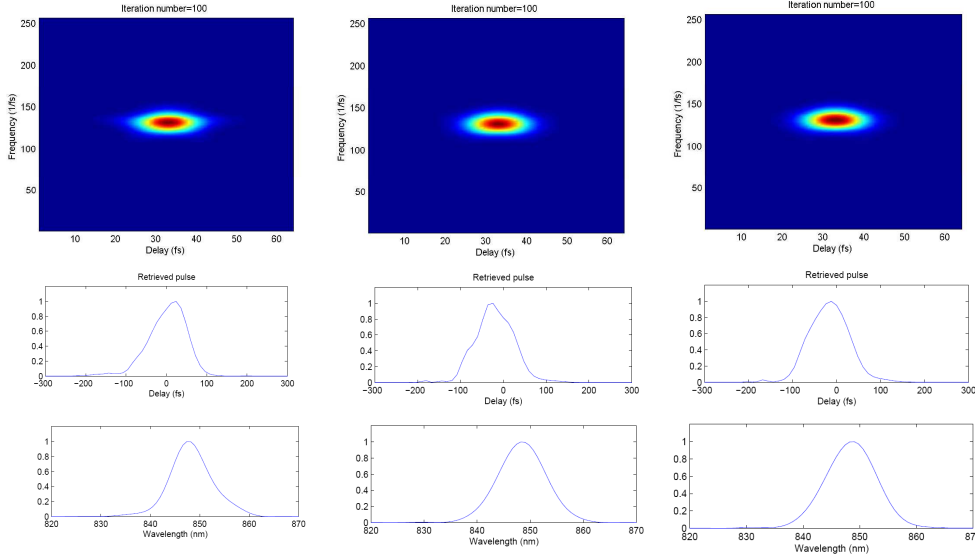 Iteration number=100
250
200
150
100
50
Frequency (1/fs)
10 20 30 40 50 60
Delay (fs)
Iteration number=100
250
200
150
100
50
Frequency (1/fs)
10 20 30 40 50 60
Delay (fs)
Iteration number=100
250
200
150
100
50
Frequency (1/fs)
10 20 30 40 50 60
Delay (fs)
Retrieved pulse
1
0.8
0.6
0.4
0.2
0
−300 −200 −100 0 100 200 300
Delay (fs)
Retrieved pulse
1
0.8
0.6
0.4
0.2
0
−300 −200 −100 0 100 200 300
Delay (fs)
Retrieved pulse
1
0.8
0.6
0.4
0.2
0
−300 −200 −100 0 100 200 300
Delay (fs)
1
0.8
0.6
0.4
0.2
0
820 830 840 850 860 870
Wavelength (nm)
1
0.8
0.6
0.4
0.2
0
820 830 840 850 860 870
Wavelength (nm)
1
0.8
0.6
0.4
0.2
0
820 830 840 850 860 870
Wavelength (nm)